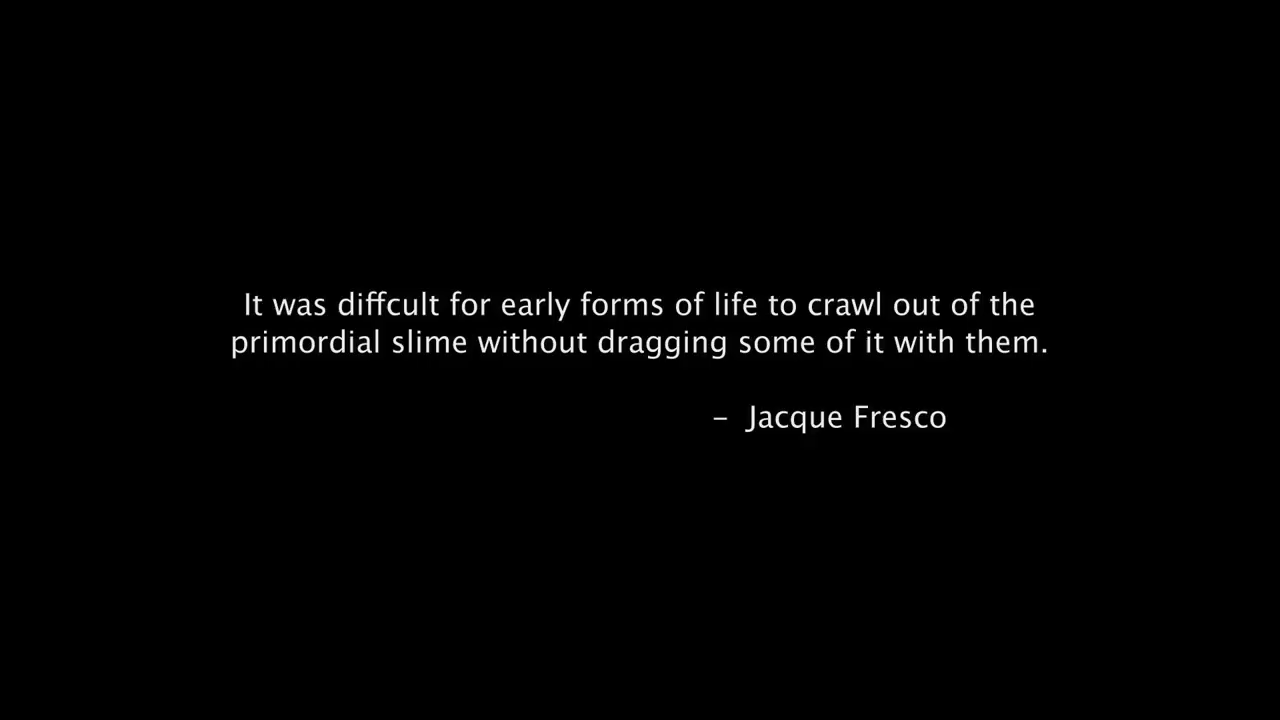 It was diffcult for early forms of life to crawl out of the
primordial slime without dragging some of it with them.
– Jacque Fresco